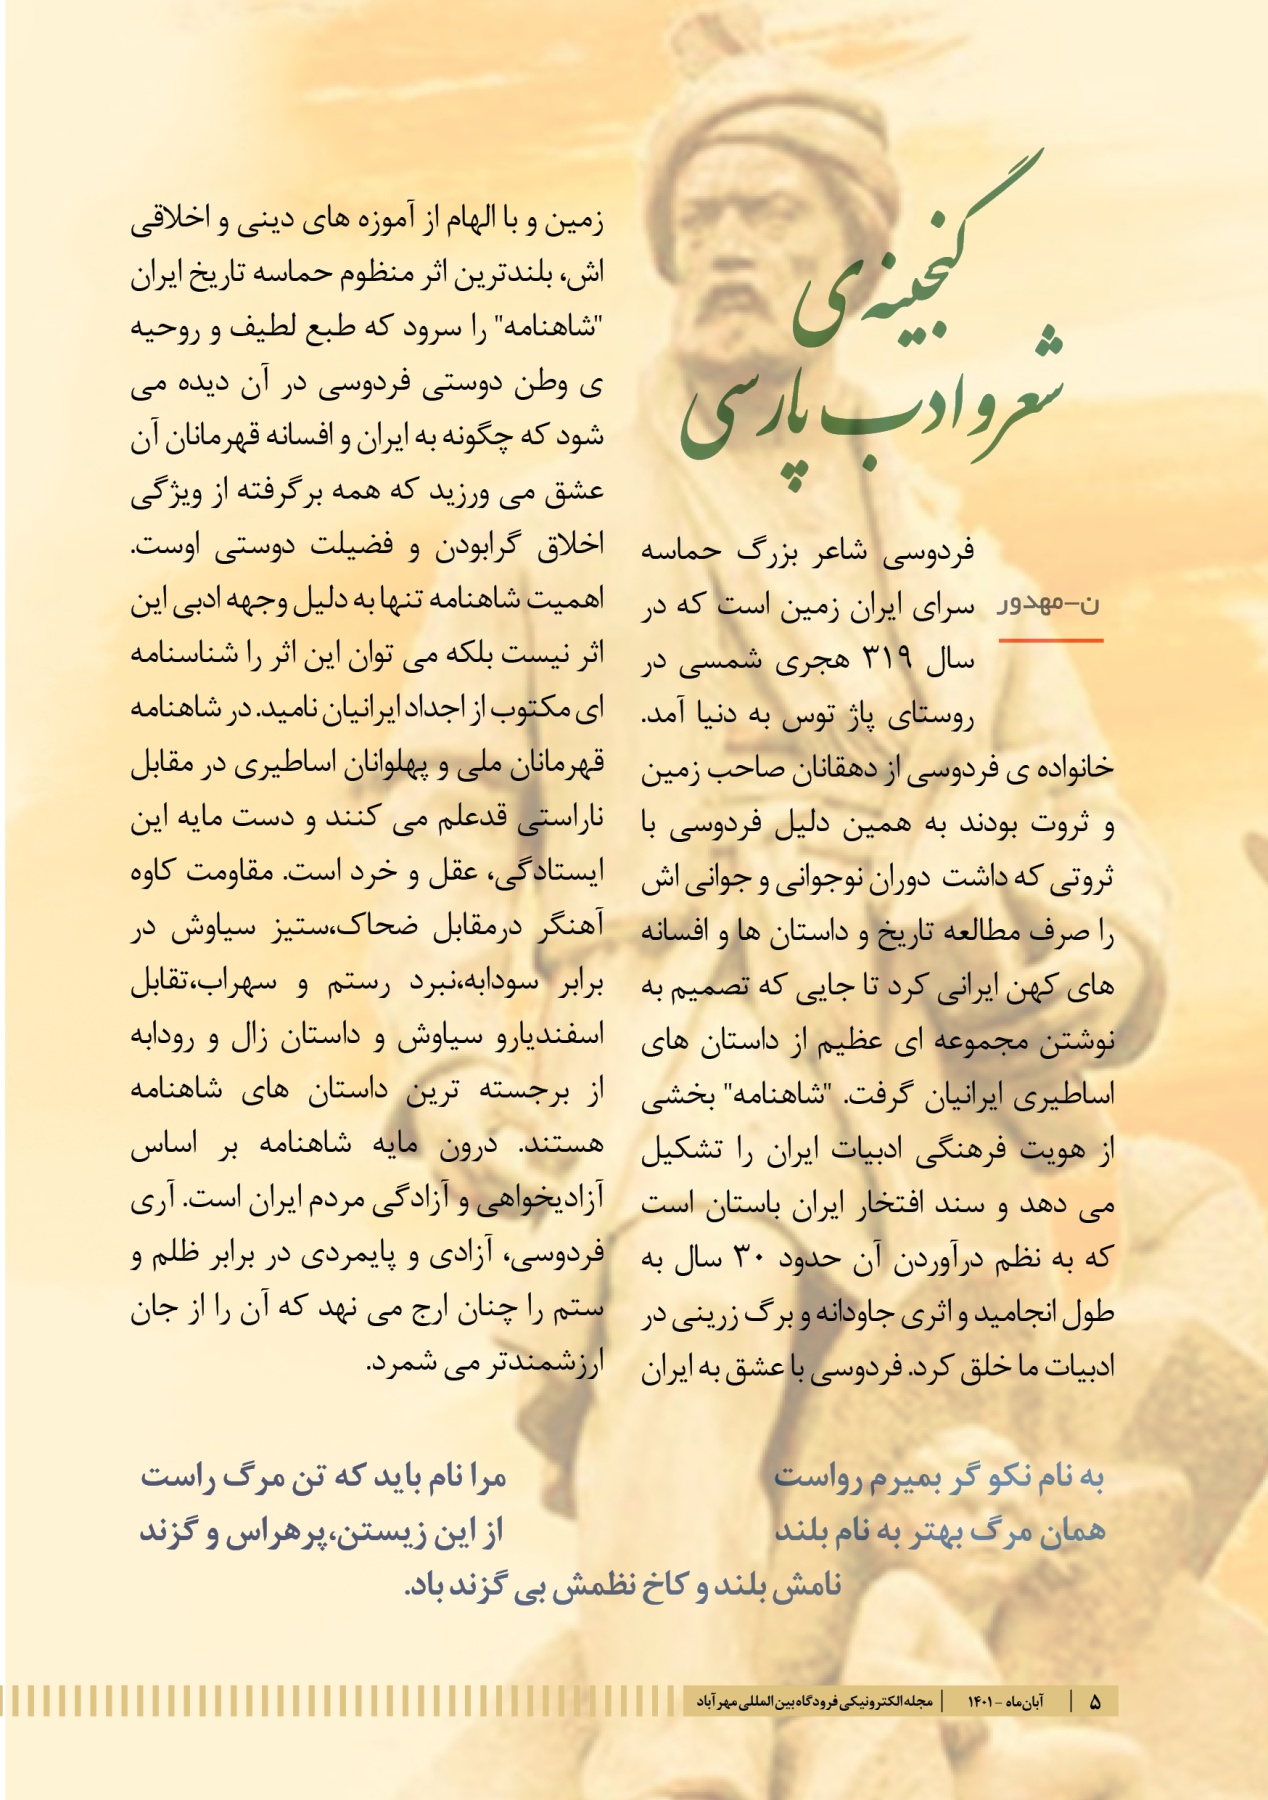 گنجینه‌ی
شعر و ادب پارسی
ن-مهدور
فردوسی شاعر بزرگ حماسه
سرای ایران زمین است که در
سال ۳۱۹ هجری شمسی در
روستای پاژ توس به دنیا آمد.
خانواده ی فردوسی از دهقانان صاحب زمین
و ثروت بودند به همین دلیل فردوسی با
ثروتی که داشت دوران نوجوانی و جوانی اش
را صرف مطالعه تاریخ و داستان ها و افسانه
های کهن ایرانی کرد تا جایی که تصمیم به
نوشتن مجموعه ای عظیم از داستان های
اساطیری ایرانیان گرفت. "شاهنامه" بخشی
از هویت فرهنگی ادبیات ایران را تشکیل
می دهد و سند افتخار ایران باستان است
که به نظم درآوردن آن حدود ۳۰ سال به
طول انجامید و اثری جاودانه و برگ زرینی در
ادبیات ما خلق کرد. فردوسی با عشق به ایران
زمین و با الهام از آموزه های دینی و اخلاقی
اش، بلندترین اثر منظوم حماسه تاریخ ایران
"شاهنامه" را سرود که طبع لطیف و روحیه
ی وطن دوستی فردوسی در آن دیده می
شود که چگونه به ایران و افسانه قهرمانان آن
عشق می ورزید که همه برگرفته از ویژگی
اخلاق گرابودن و فضیلت دوستی اوست.
اهمیت شاهنامه تنها به دلیل وجهه ادبی این
اثر نیست بلکه می توان این اثر را شناسنامه
ای مکتوب از اجداد ایرانیان نامید. در شاهنامه
قهرمانان ملی و پهلوانان اساطیری در مقابل
ناراستی قدعلم می کنند و دست مایه این
ایستادگی، عقل و خرد است. مقاومت کاوه
آهنگر درمقابل ضحاک،ستیز سیاوش در
برابر سودابه،نبرد رستم و سهراب،تقابل
اسفندیارو سیاوش و داستان زال و رودابه
از برجسته ترین داستان های شاهنامه
هستند. درون مایه شاهنامه بر اساس
آزادیخواهی و آزادگی مردم ایران است. آری
فردوسی، آزادی و پایمردی در برابر ظلم و
ستم را چنان ارج می نهد که آن را از جان
ارزشمندتر می شمرد.
به نام نکو گر بمیرم رواست مرا نام باید که تن مرگ راست
همان مرگ بهتر به نام بلند از این زیستن،پرهراس و گزند
نامش بلند و کاخ نظمش بی گزند باد.
۵ | آبان‌ماه - ۱۴۰۱ | مجله الکترونیکی فرودگاه بین المللی مهرآباد